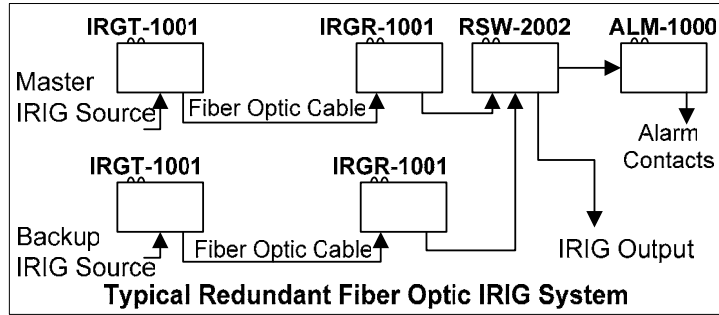 IRGT-1001
IRGR-1001
RSW-2002
ALM-1000
Master
IRIG Source
Fiber Optic Cable
Alarm
Contacts
IRGT-1001
IRGR-1001
Backup
IRIG Source
Fiber Optic Cable
IRIG Output
Typical Redundant Fiber Optic IRIG System